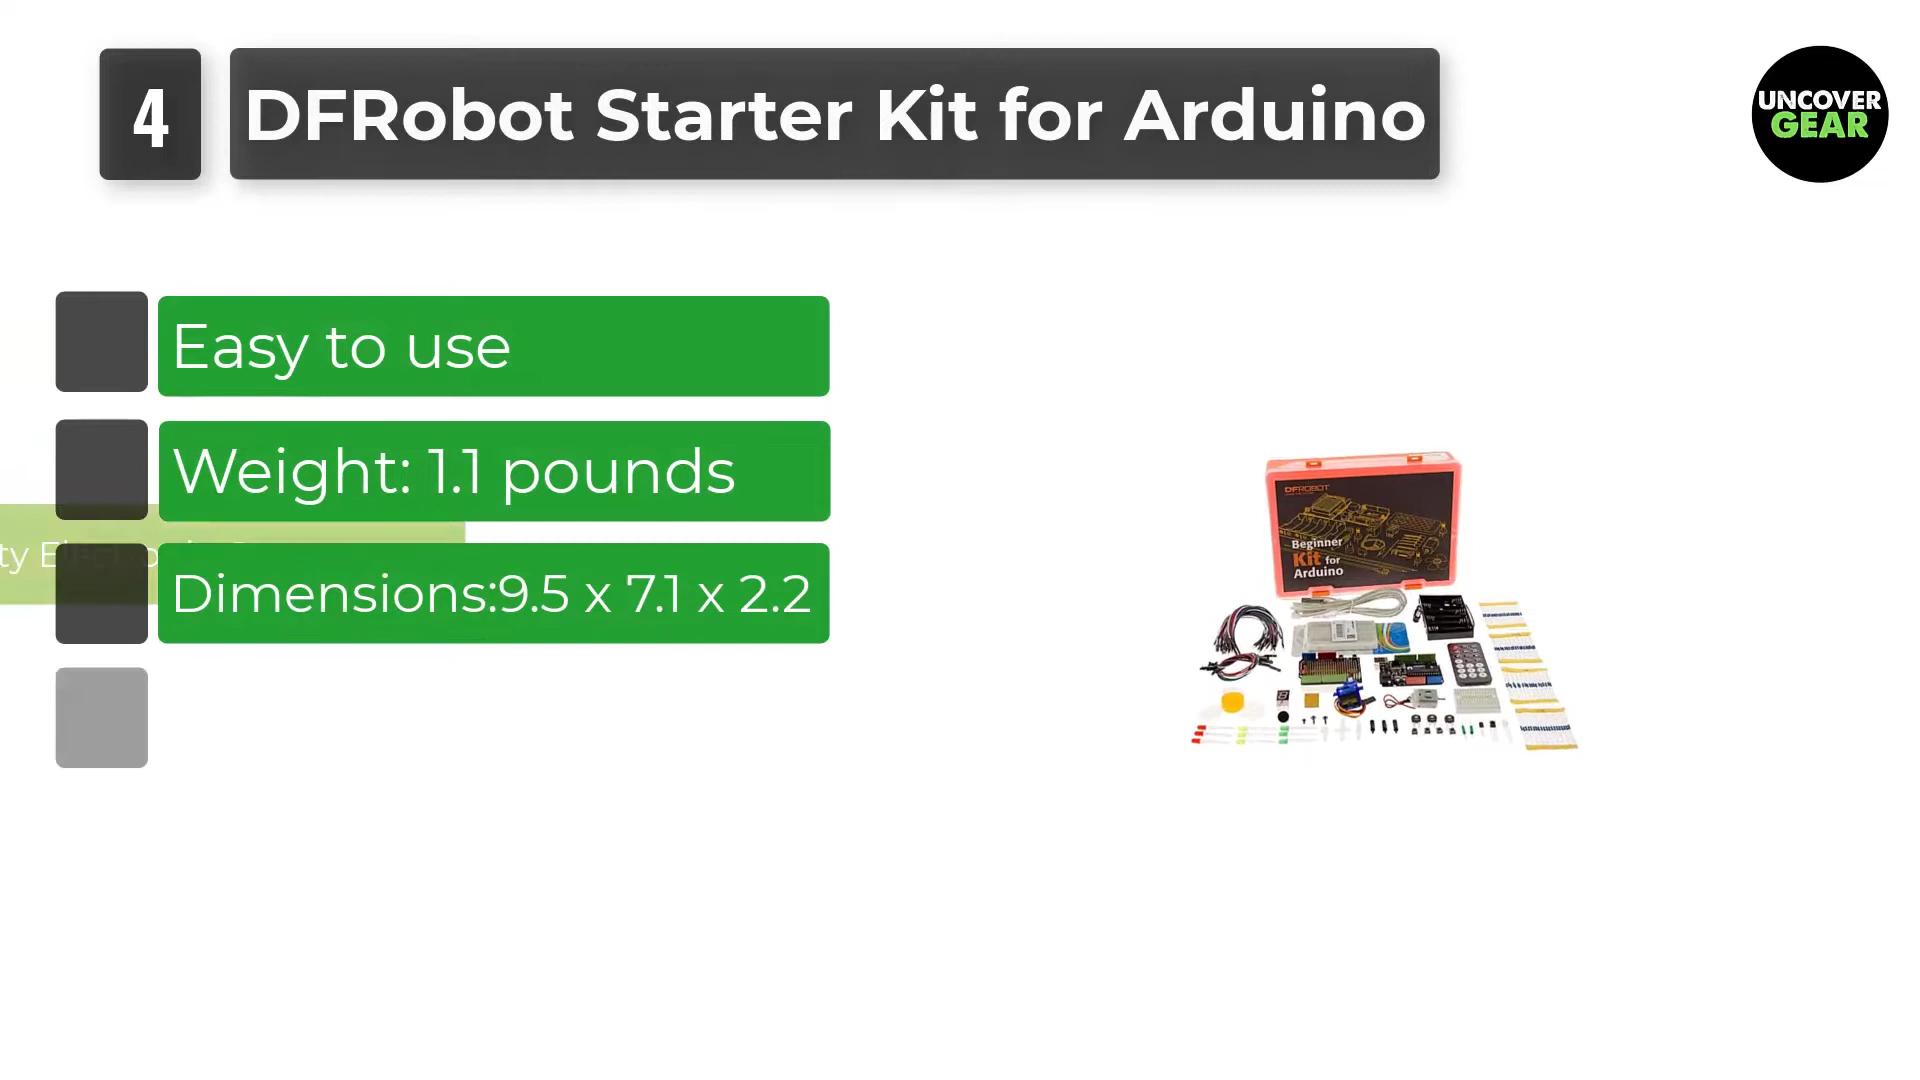 4
DFRobot Starter Kit for Arduino
UNCOVER
GEAR
Easy to use
Weight: 1.1 pounds
Dimensions:9.5 x 7.1 x 2.2
DFROBOT
Beginner
Kit for
Arduino